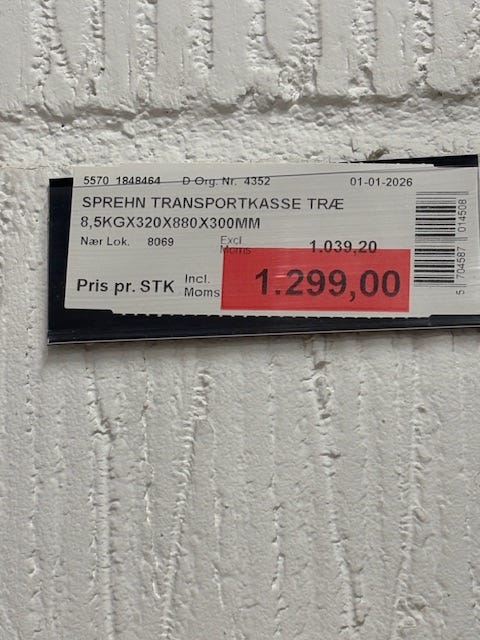 5570 1848464 D Org. Nr. 4352 01-01-2026
SPREHN TRANSPORTKASSE TRÆ
8,5KGX320X880X300MM
Nær Lok. 8069 Excl. Moms 1.039,20
Pris pr. STK Incl. Moms 1.299,00
5 704587 014508